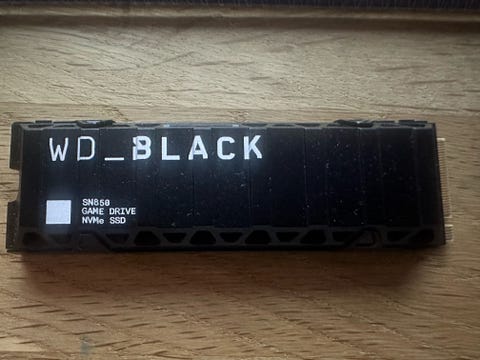 WD_BLACK
SN850
GAME DRIVE
NVMe SSD